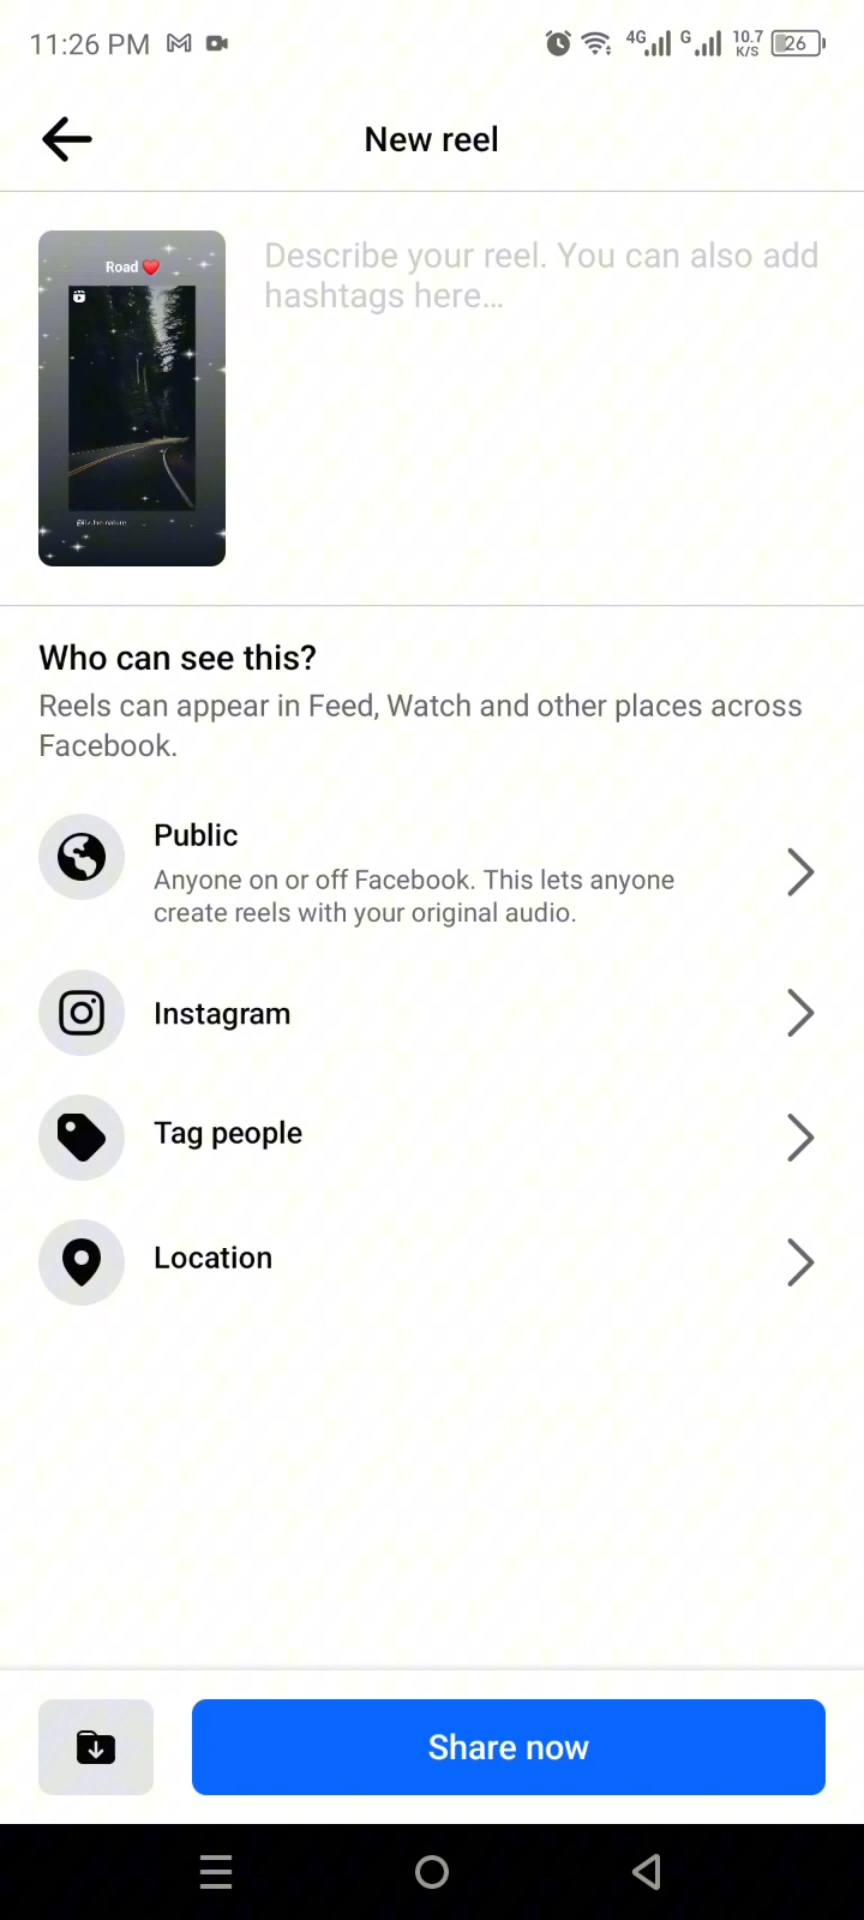 11:26 PM
4G G 10.7 K/S 26
New reel
Road
Describe your reel. You can also add
hashtags here...
Who can see this?
Reels can appear in Feed, Watch and other places across
Facebook.
Public
Anyone on or off Facebook. This lets anyone
create reels with your original audio.
Instagram
Tag people
Location
Share now